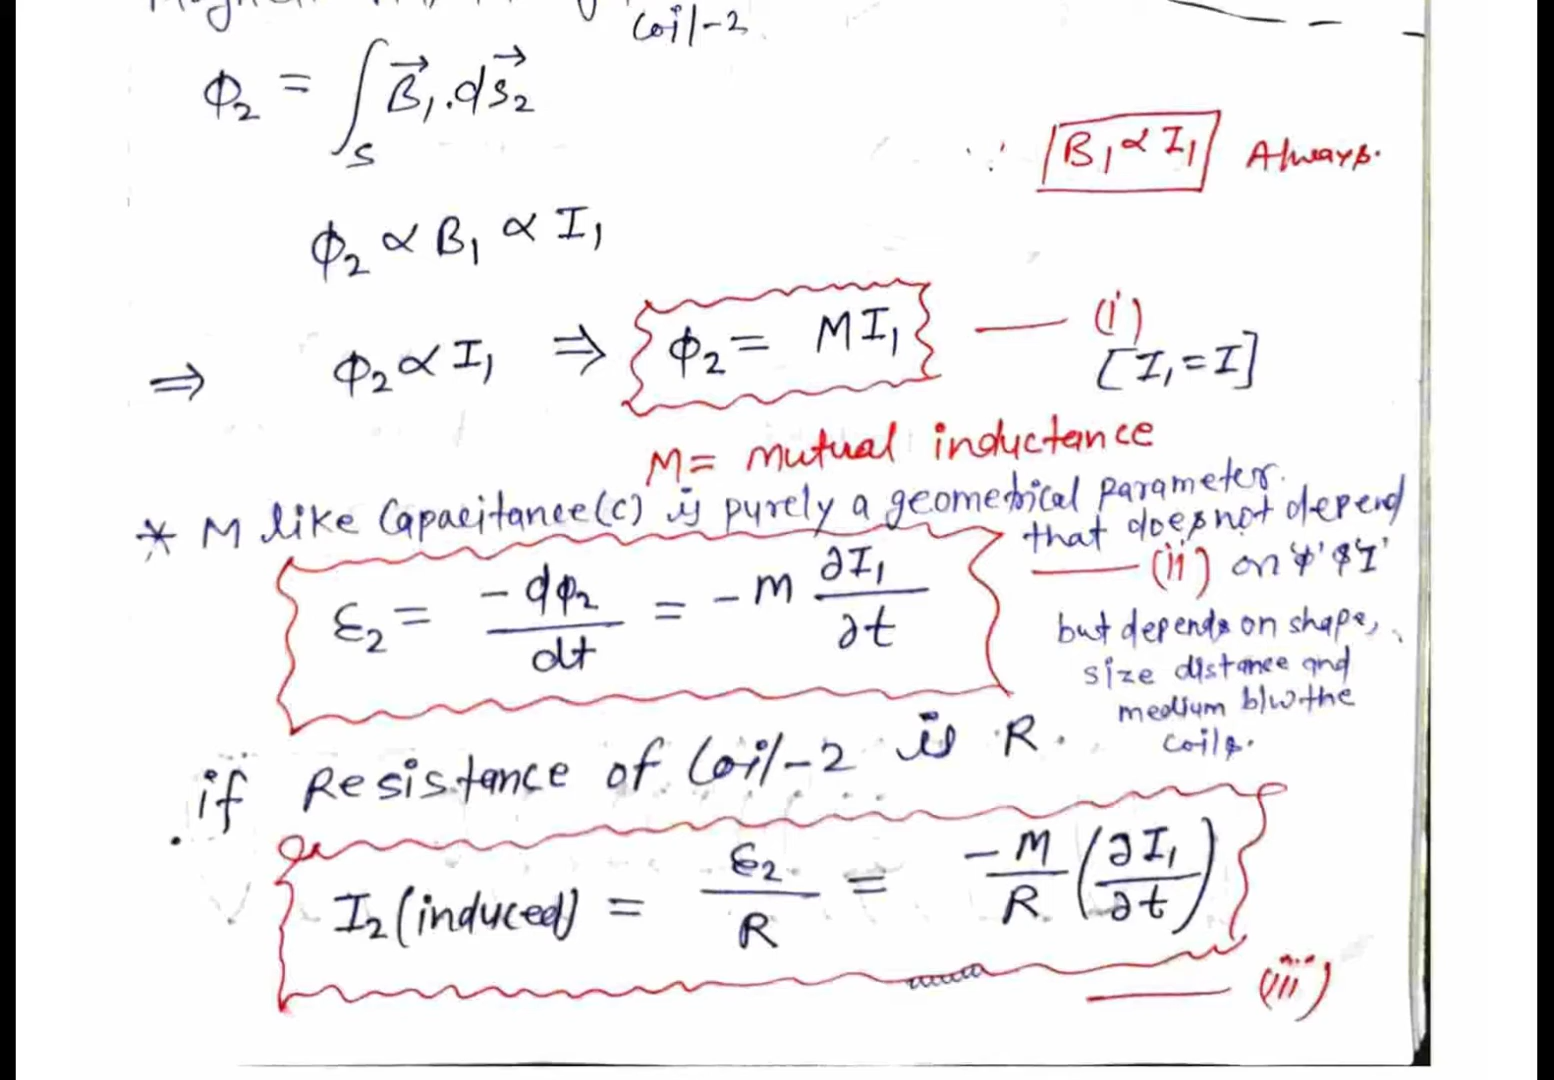 coil-2
ϕ₂ = ∫_S B⃗₁.ds⃗₂
∵ B₁ ∝ I₁ Always.
ϕ₂ ∝ B₁ ∝ I₁
⇒ ϕ₂ ∝ I₁ ⇒ ϕ₂ = MI₁ —— (i)
[I₁ = I]
M = mutual inductance
* M like Capacitance(c) is purely a geometrical parameter.
that does not depend
—— (ii) on 'ϕ' & 'I'
ε₂ = -dϕ₂/dt = -M ∂I₁/∂t
but depends on shape,
size distance and
medium b/w the
coils.
.if Resistance of Coil-2 is R.
I₂(induced) = ε₂/R = -M/R (∂I₁/∂t)
—— (iii)